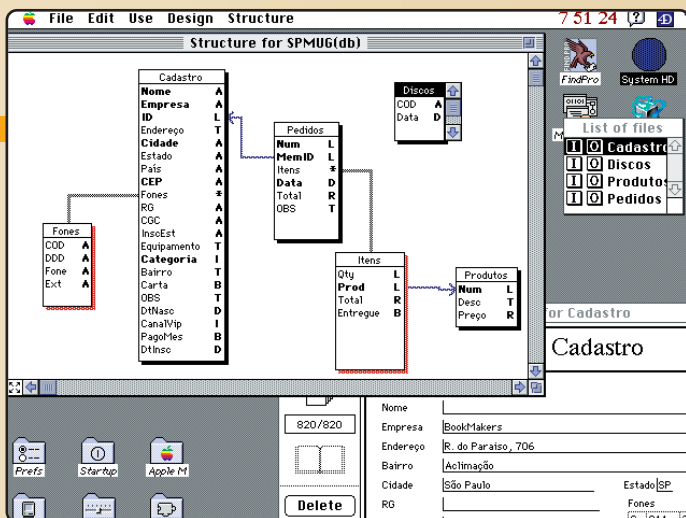 File Edit Use Design Structure
7 51 24
Structure for SPMUG(db)
Cadastro
Nome A
Empresa A
ID L
Endereço T
Cidade A
Estado A
País A
CEP A
Fones *
RG A
CGC A
InscEst A
Equipamento T
Categoria I
Bairro T
Carta B
OBS T
DtNasc D
CanalVip I
PagoMes B
DtInsc D
Fones
COD A
DDD A
Fone A
Ext A
Pedidos
Num L
MemID L
Itens *
Data D
Total R
OBS T
Discos
COD A
Data D
Itens
Qty L
Prod L
Total R
Entregue B
Produtos
Num L
Desc T
Preço R
FindPro
System HD
List of files
I O Cadastro
I O Discos
I O Produtos
I O Pedidos
for Cadastro
Cadastro
820/820
Delete
Nome
Empresa BookMakers
Endereço R. do Paraiso, 706
Bairro Aclimação
Cidade São Paulo
Estado SP
RG
Fones
Prefs
Startup
Apple M